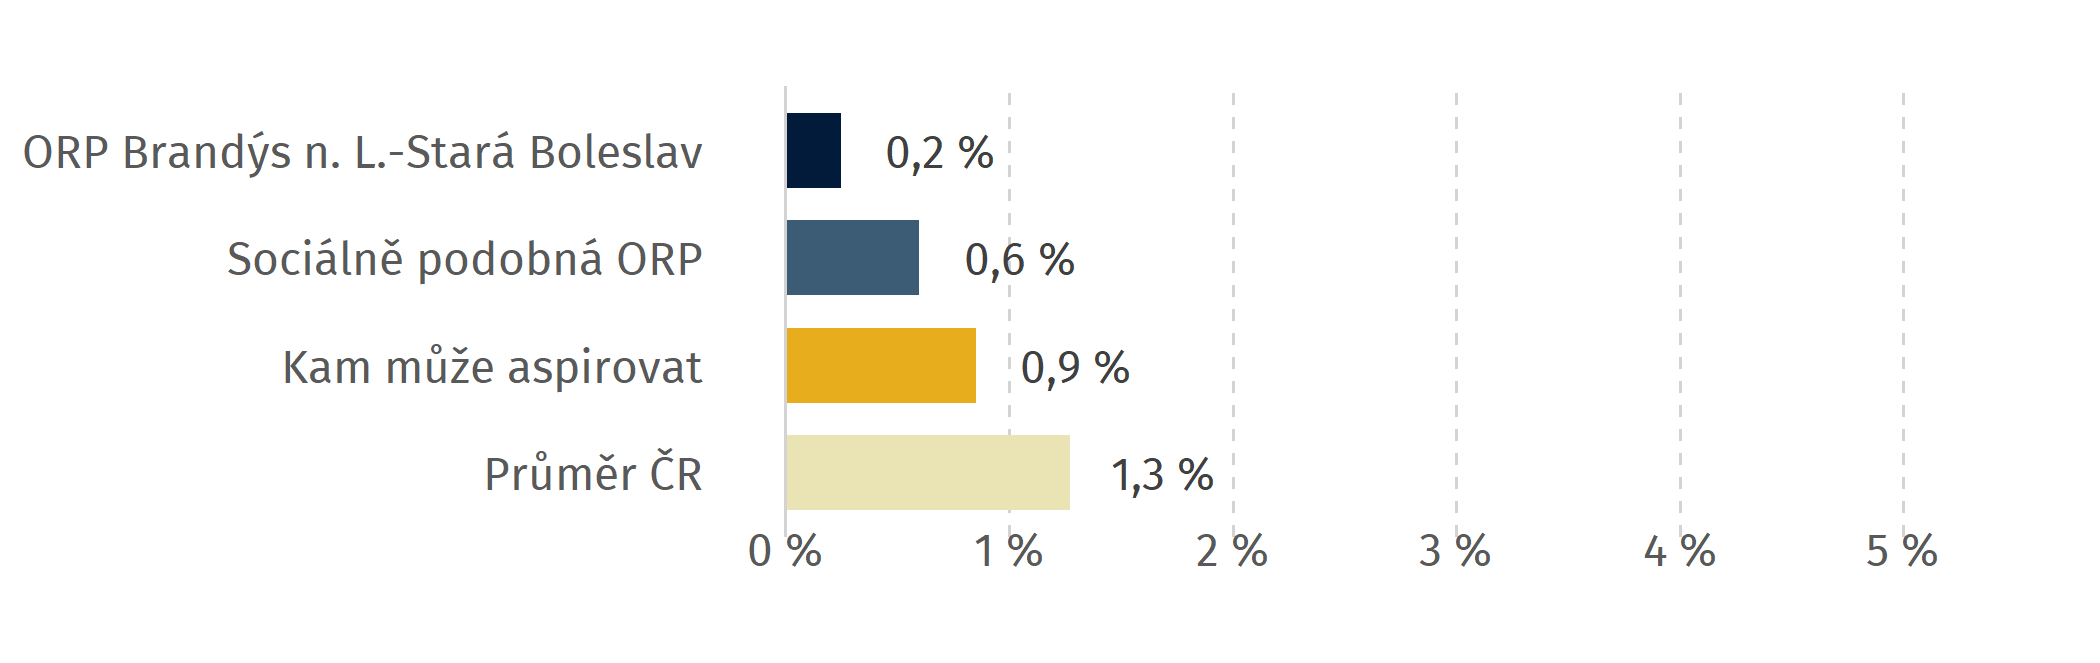 ORP Brandýs n. L.-Stará Boleslav 0,2 %
Sociálně podobná ORP 0,6 %
Kam může aspirovat 0,9 %
Průměr ČR 1,3 %
0 % 1 % 2 % 3 % 4 % 5 %